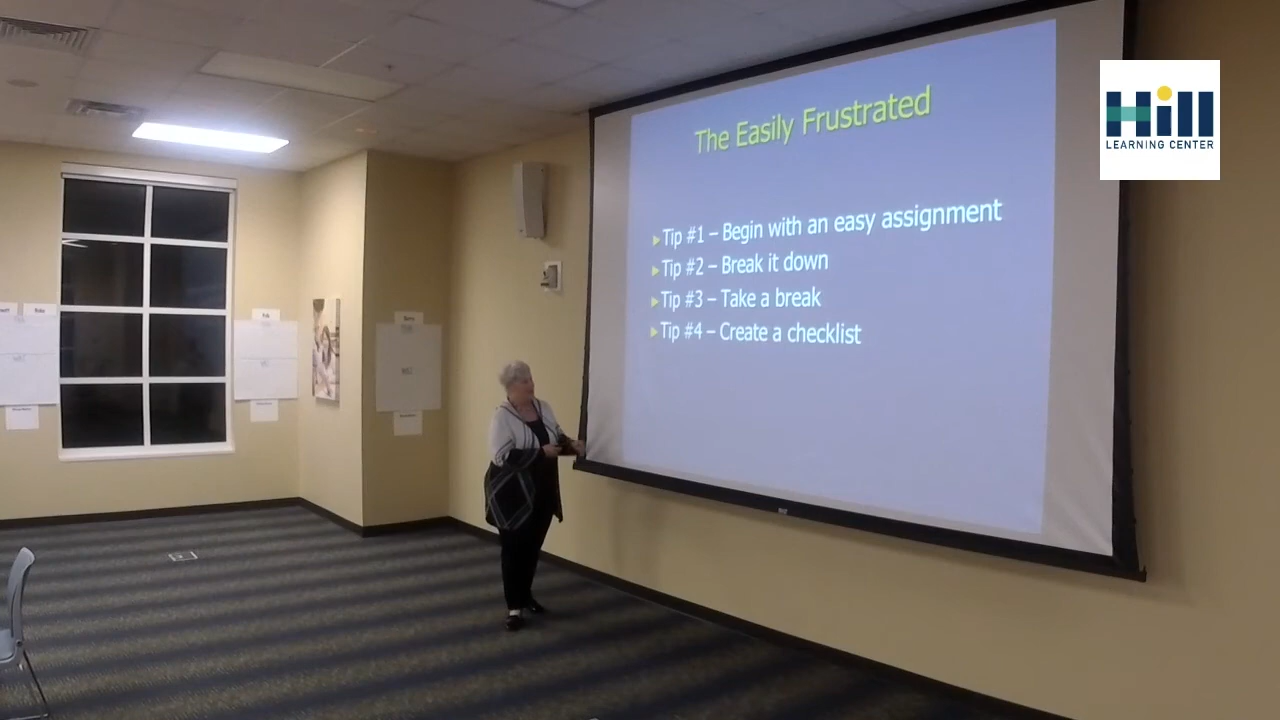 The Easily Frustrated
Tip #1 – Begin with an easy assignment
Tip #2 – Break it down
Tip #3 – Take a break
Tip #4 – Create a checklist
Hill
LEARNING CENTER